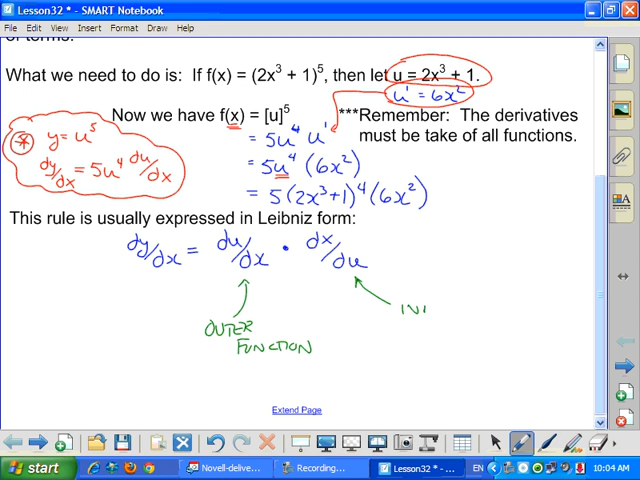 Lesson32 * - SMART Notebook
File Edit View Insert Format Draw Help
of terms.
What we need to do is: If f(x) = (2x³ + 1)⁵, then let u = 2x³ + 1.
u' = 6x²
Now we have f(x) = [u]⁵ ***Remember: The derivatives
must be take of all functions.
* y = u⁵
dy/dx = 5u⁴ du/dx
= 5u⁴ u'
= 5u⁴ (6x²)
= 5(2x³+1)⁴(6x²)
This rule is usually expressed in Leibniz form:
dy/dx = du/dx · dx/du
OUTER
FUNCTION
Extend Page
start
Novell-delive...
Recording...
Lesson32 * - ...
EN
10:04 AM